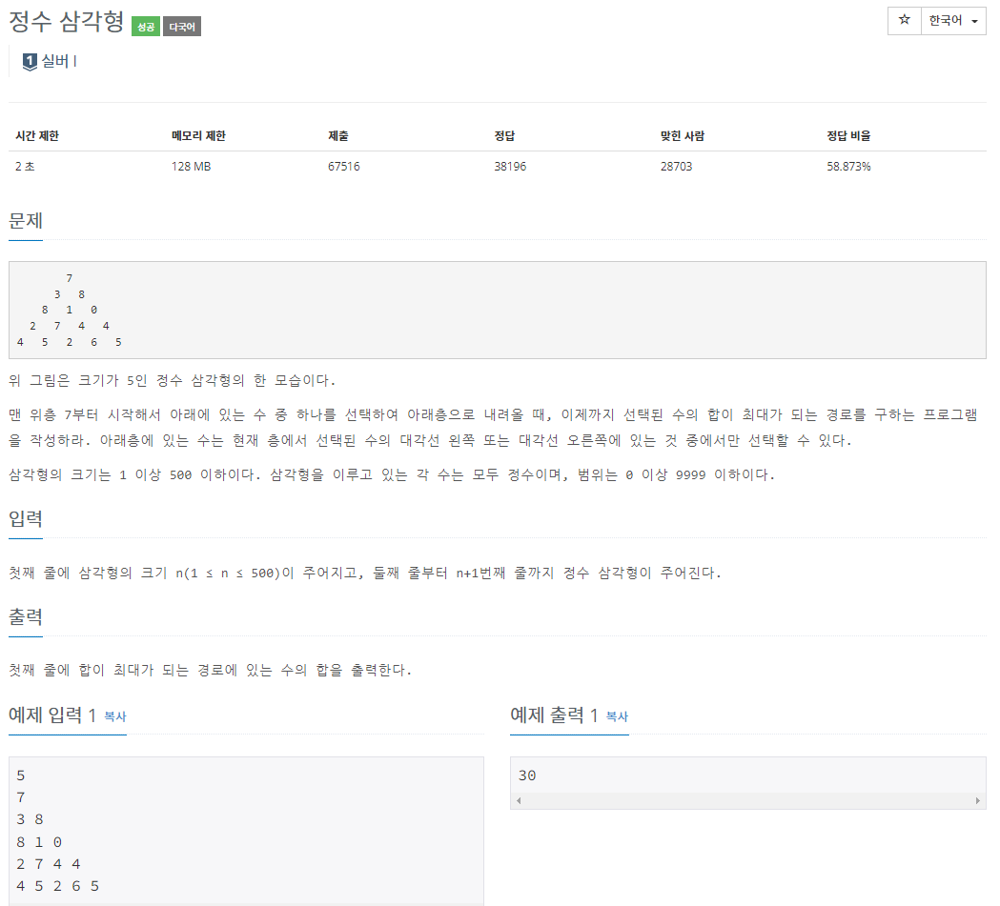 정수 삼각형 성공 다국어
☆ 한국어
1 실버 I
시간 제한 메모리 제한 제출 정답 맞힌 사람 정답 비율
2 초 128 MB 67516 38196 28703 58.873%
문제
7
3 8
8 1 0
2 7 4 4
4 5 2 6 5
위 그림은 크기가 5인 정수 삼각형의 한 모습이다.
맨 위층 7부터 시작해서 아래에 있는 수 중 하나를 선택하여 아래층으로 내려올 때, 이제까지 선택된 수의 합이 최대가 되는 경로를 구하는 프로그램
을 작성하라. 아래층에 있는 수는 현재 층에서 선택된 수의 대각선 왼쪽 또는 대각선 오른쪽에 있는 것 중에서만 선택할 수 있다.
삼각형의 크기는 1 이상 500 이하이다. 삼각형을 이루고 있는 각 수는 모두 정수이며, 범위는 0 이상 9999 이하이다.
입력
첫째 줄에 삼각형의 크기 n(1 ≤ n ≤ 500)이 주어지고, 둘째 줄부터 n+1번째 줄까지 정수 삼각형이 주어진다.
출력
첫째 줄에 합이 최대가 되는 경로에 있는 수의 합을 출력한다.
예제 입력 1 복사
5
7
3 8
8 1 0
2 7 4 4
4 5 2 6 5
예제 출력 1 복사
30